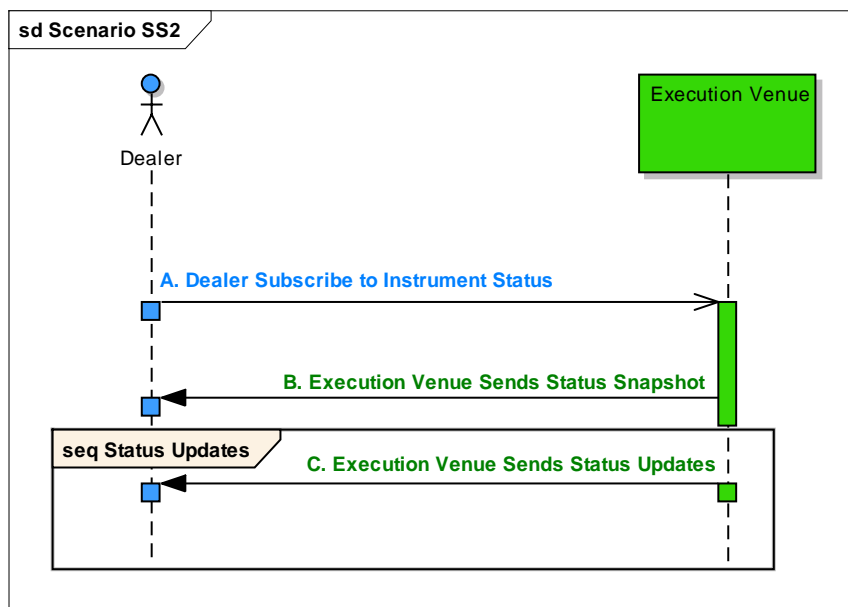 sd Scenario SS2
Execution Venue
Dealer
A. Dealer Subscribe to Instrument Status
B. Execution Venue Sends Status Snapshot
seq Status Updates
C. Execution Venue Sends Status Updates